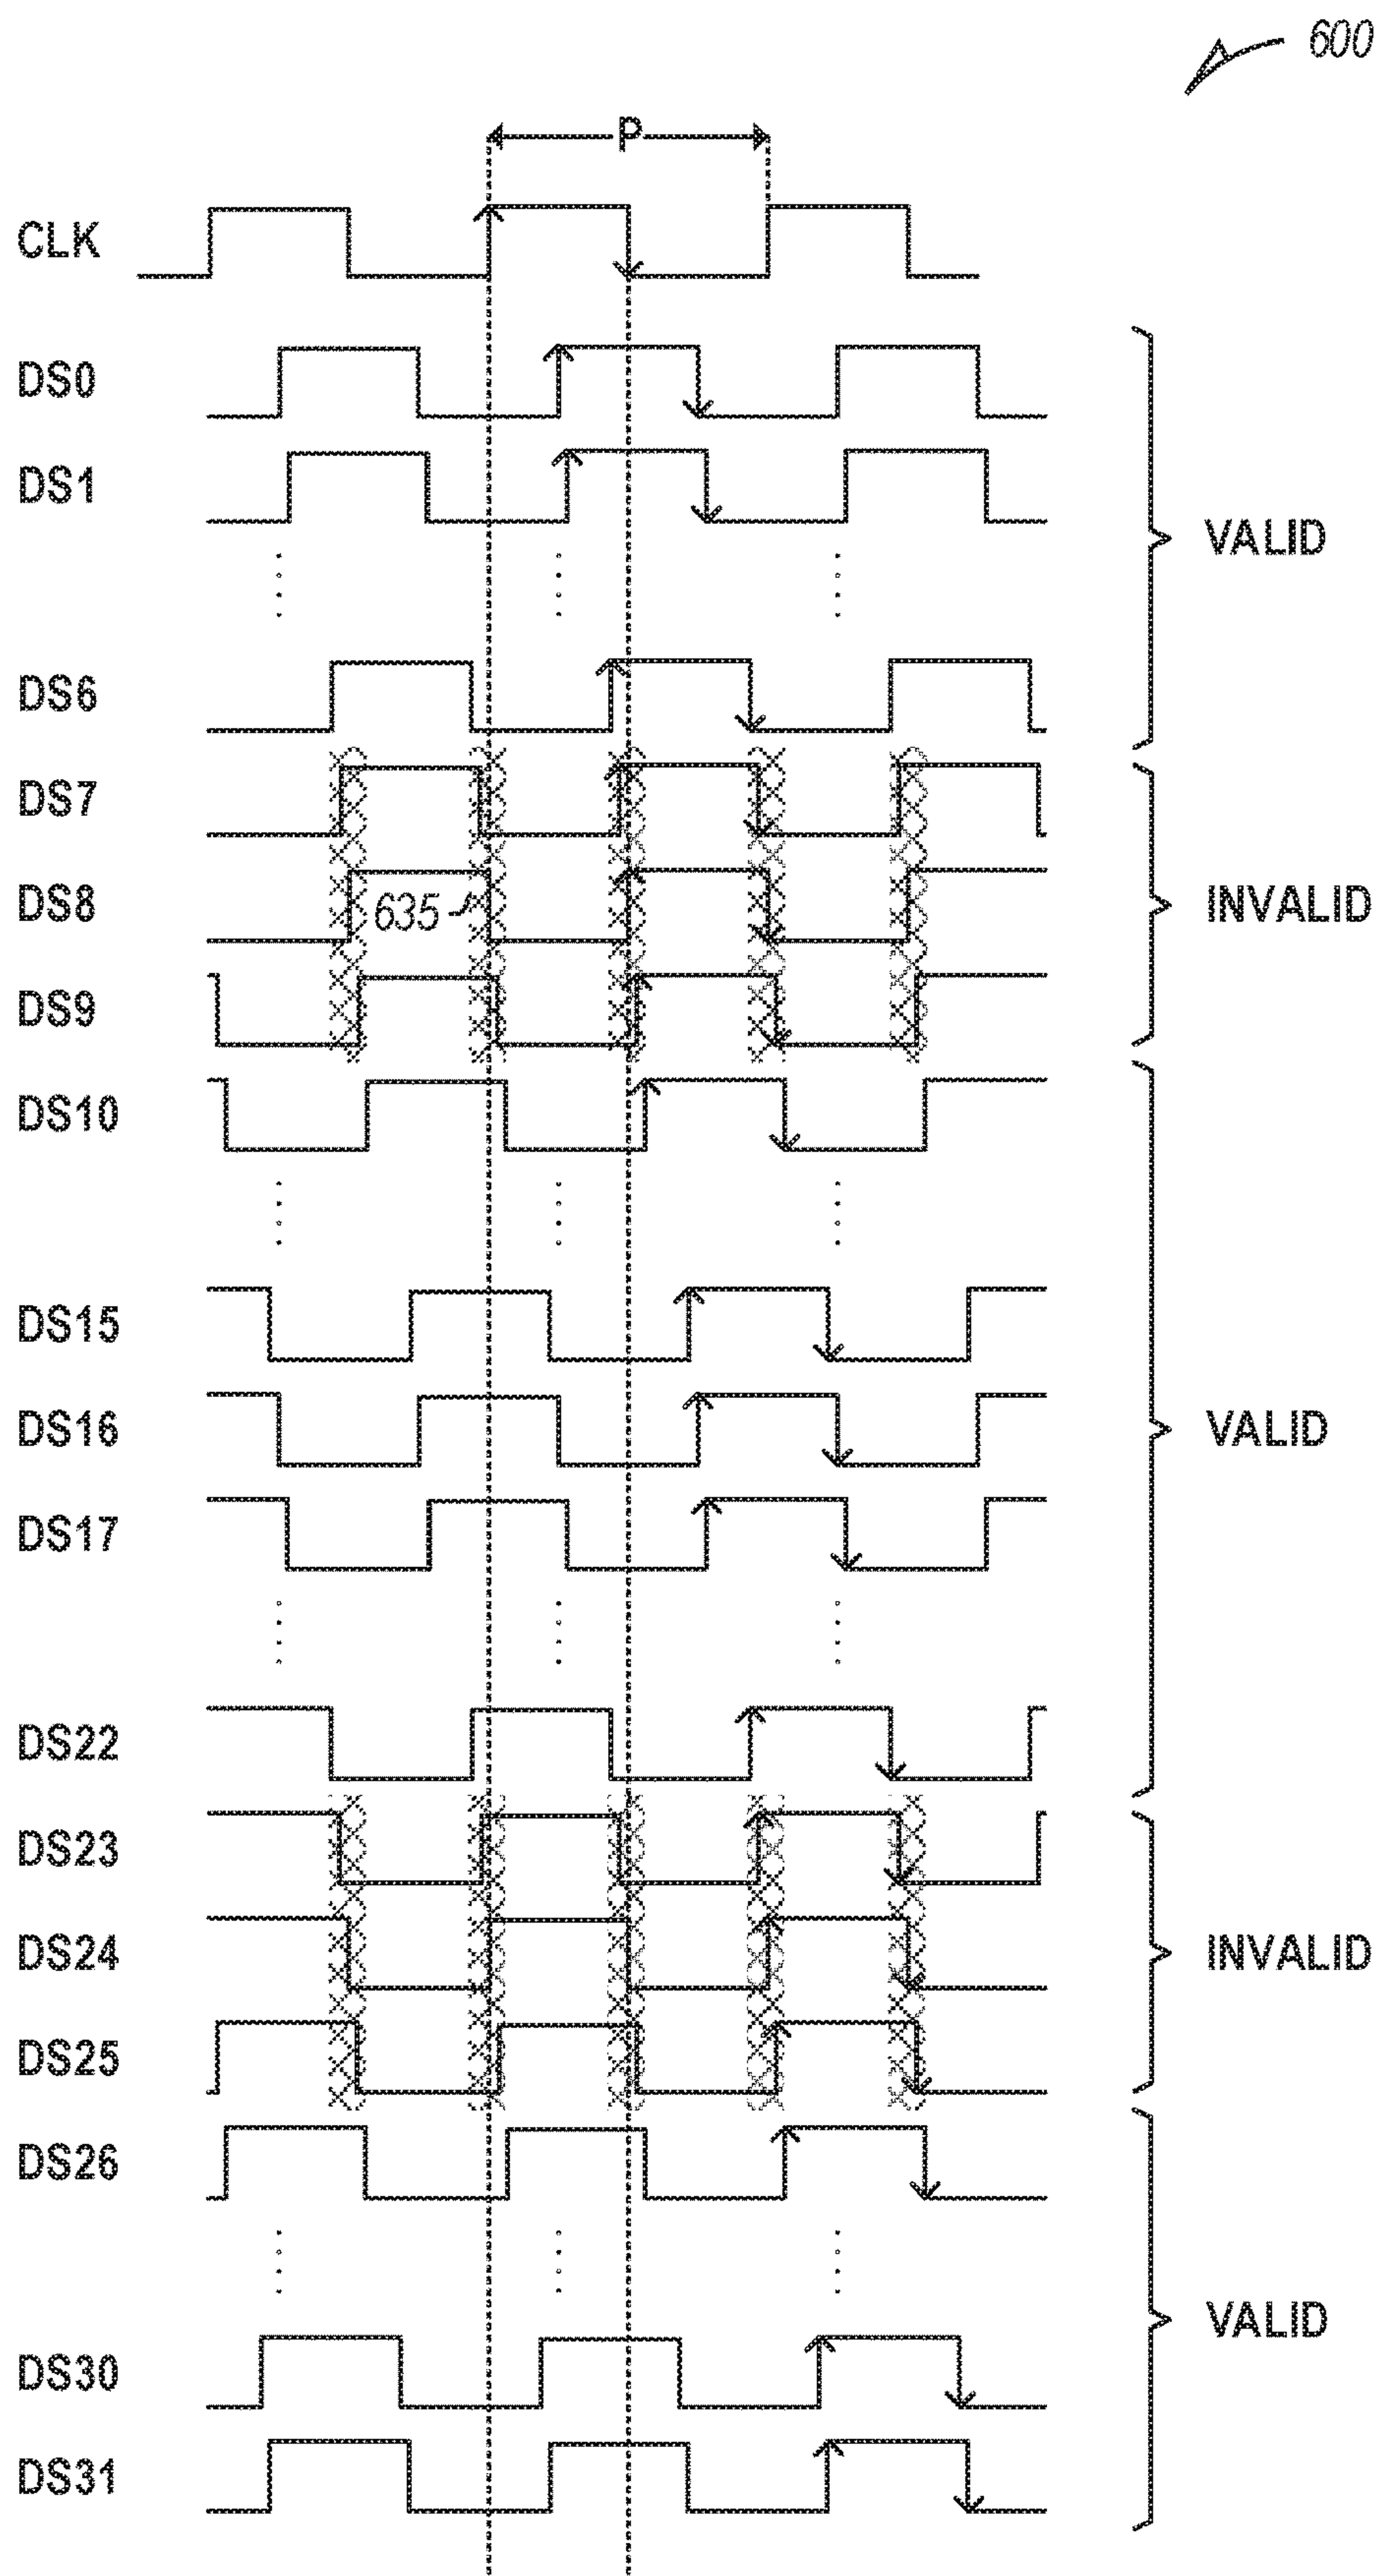 600
P
CLK
DS0
DS1
VALID
DS6
DS7
DS8
635
INVALID
DS9
DS10
DS15
DS16
VALID
DS17
DS22
DS23
DS24
INVALID
DS25
DS26
VALID
DS30
DS31